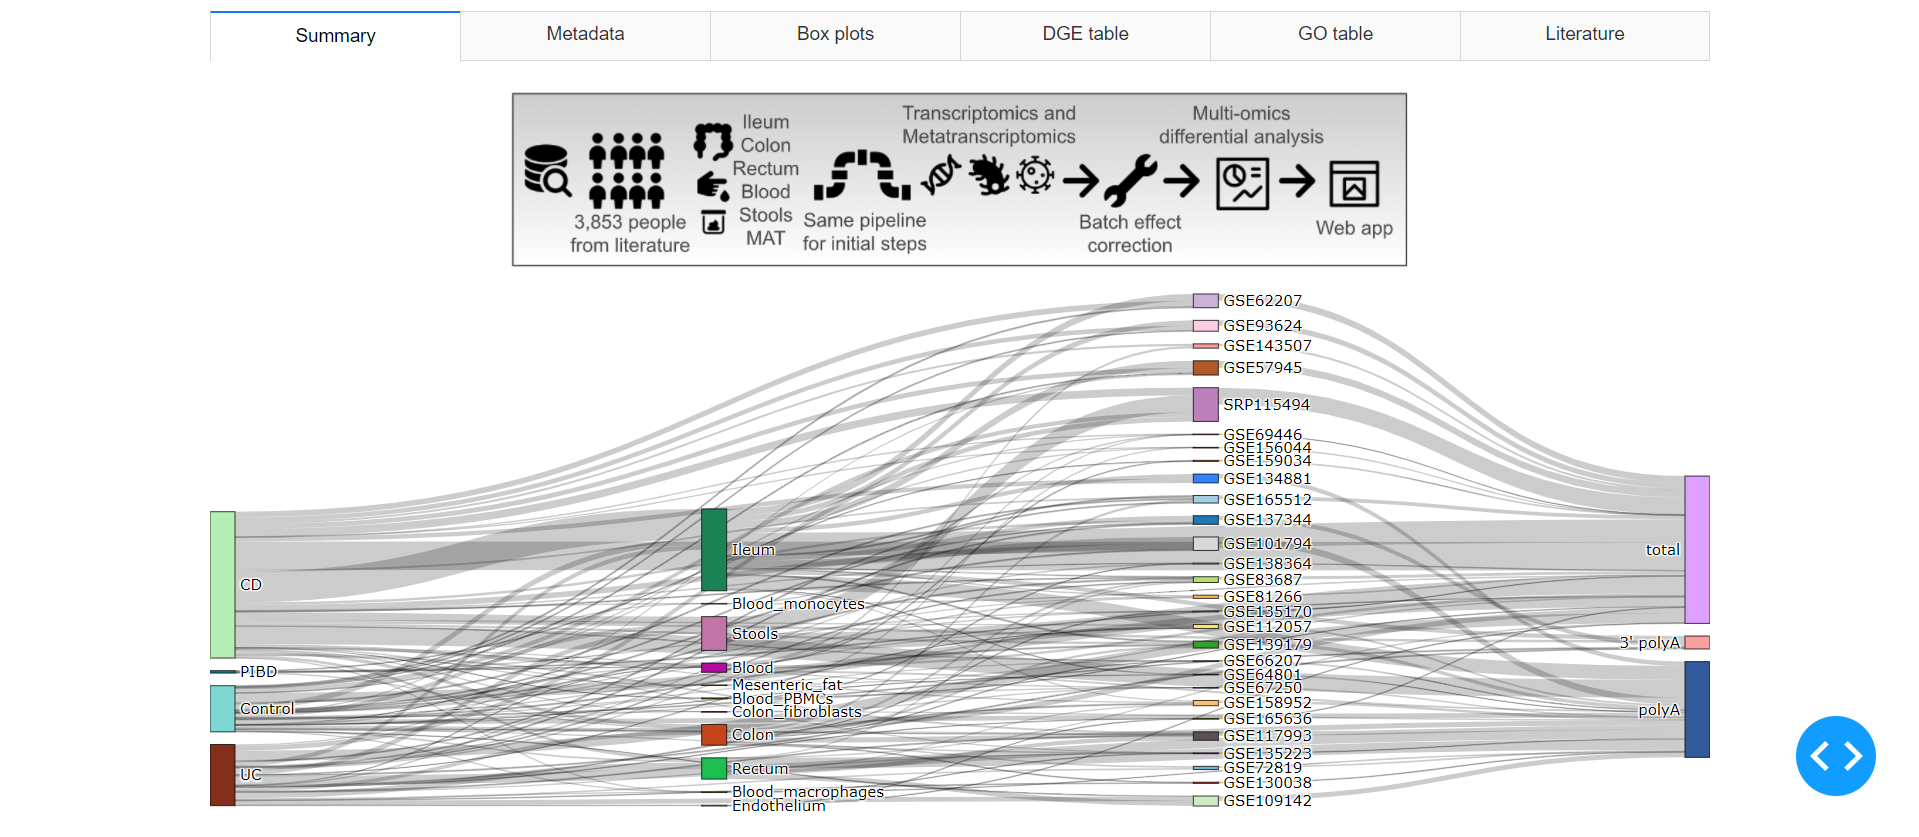 Summary
Metadata
Box plots
DGE table
GO table
Literature
3,853 people
from literature
Ileum
Colon
Rectum
Blood
Stools
MAT
Same pipeline
for initial steps
Transcriptomics and
Metatranscriptomics
Batch effect
correction
Multi-omics
differential analysis
Web app
CD
PIBD
Control
UC
Ileum
Blood_monocytes
Stools
Blood
Mesenteric_fat
Blood_PBMCs
Colon_fibroblasts
Colon
Rectum
Blood_macrophages
Endothelium
GSE62207
GSE93624
GSE143507
GSE57945
SRP115494
GSE69446
GSE156044
GSE159034
GSE134881
GSE165512
GSE137344
GSE101794
GSE138364
GSE83687
GSE81266
GSE135170
GSE112057
GSE139179
GSE66207
GSE64801
GSE67250
GSE158952
GSE165636
GSE117993
GSE135223
GSE72819
GSE130038
GSE109142
total
3' polyA
polyA